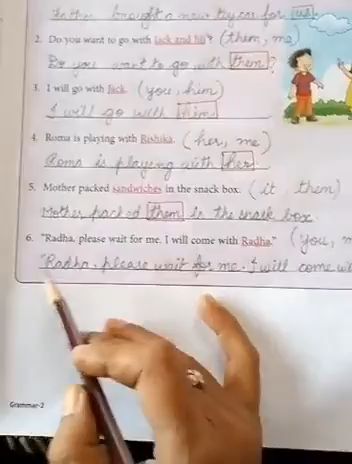 Father brought a new toy car for us.
2. Do you want to go with Jack and Jill? (them, me)
Do you want to go with them?
3. I will go with Jack. (you, him)
I will go with him.
4. Roma is playing with Rishika. (her, me)
Roma is playing with her.
5. Mother packed sandwiches in the snack box. (it, them)
Mother packed them in the snack box.
6. "Radha, please wait for me. I will come with Radha." (you,
"Radha, please wait for me. I will come
Grammar-2